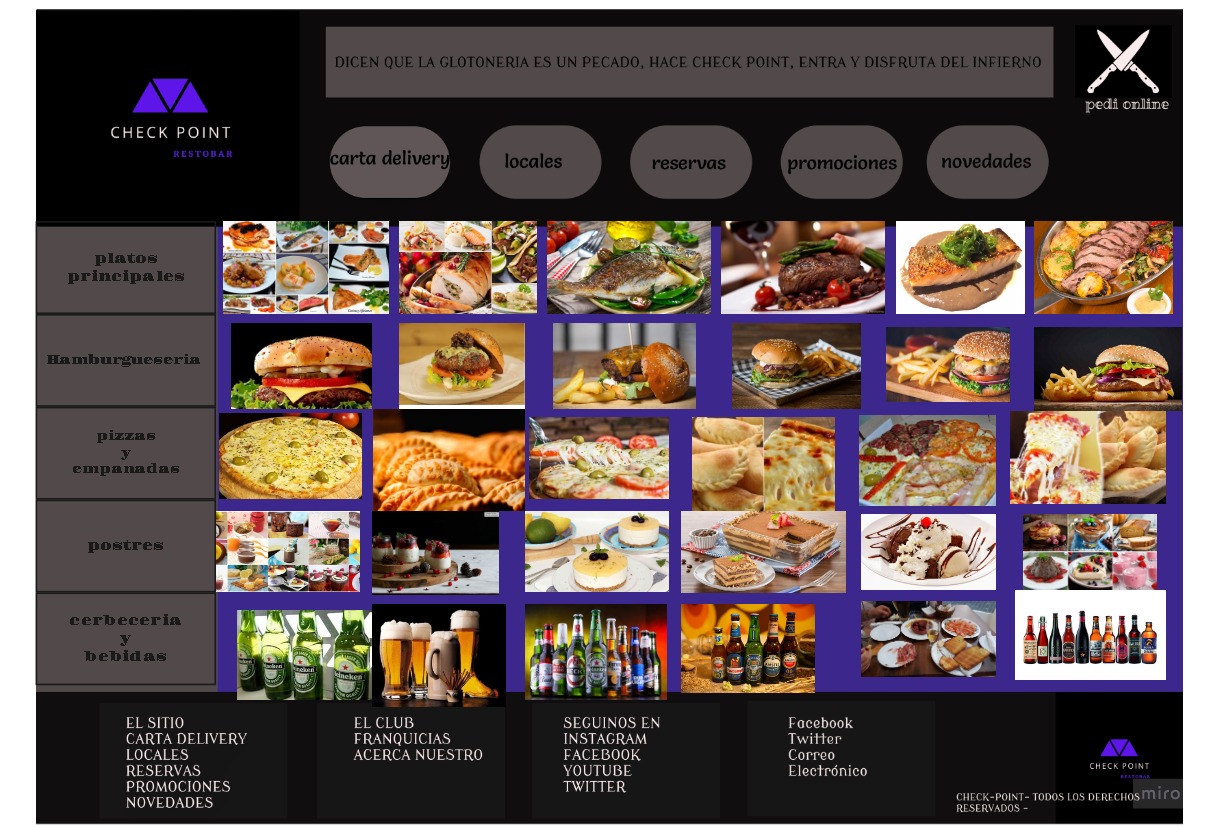 DICEN QUE LA GLOTONERIA ES UN PECADO, HACE CHECK POINT, ENTRA Y DISFRUTA DEL INFIERNO
pedi online
CHECK POINT
RESTOBAR
carta delivery
locales
reservas
promociones
novedades
platos
principales
Hamburgueseria
pizzas
y
empanadas
postres
cerbeceria
y
bebidas
Heineken
EL SITIO
CARTA DELIVERY
LOCALES
RESERVAS
PROMOCIONES
NOVEDADES
EL CLUB
FRANQUICIAS
ACERCA NUESTRO
SEGUINOS EN
INSTAGRAM
FACEBOOK
YOUTUBE
TWITTER
Facebook
Twitter
Correo
Electrónico
CHECK POINT
RESTOBAR
CHECK-POINT- TODOS LOS DERECHOS
RESERVADOS -
miro